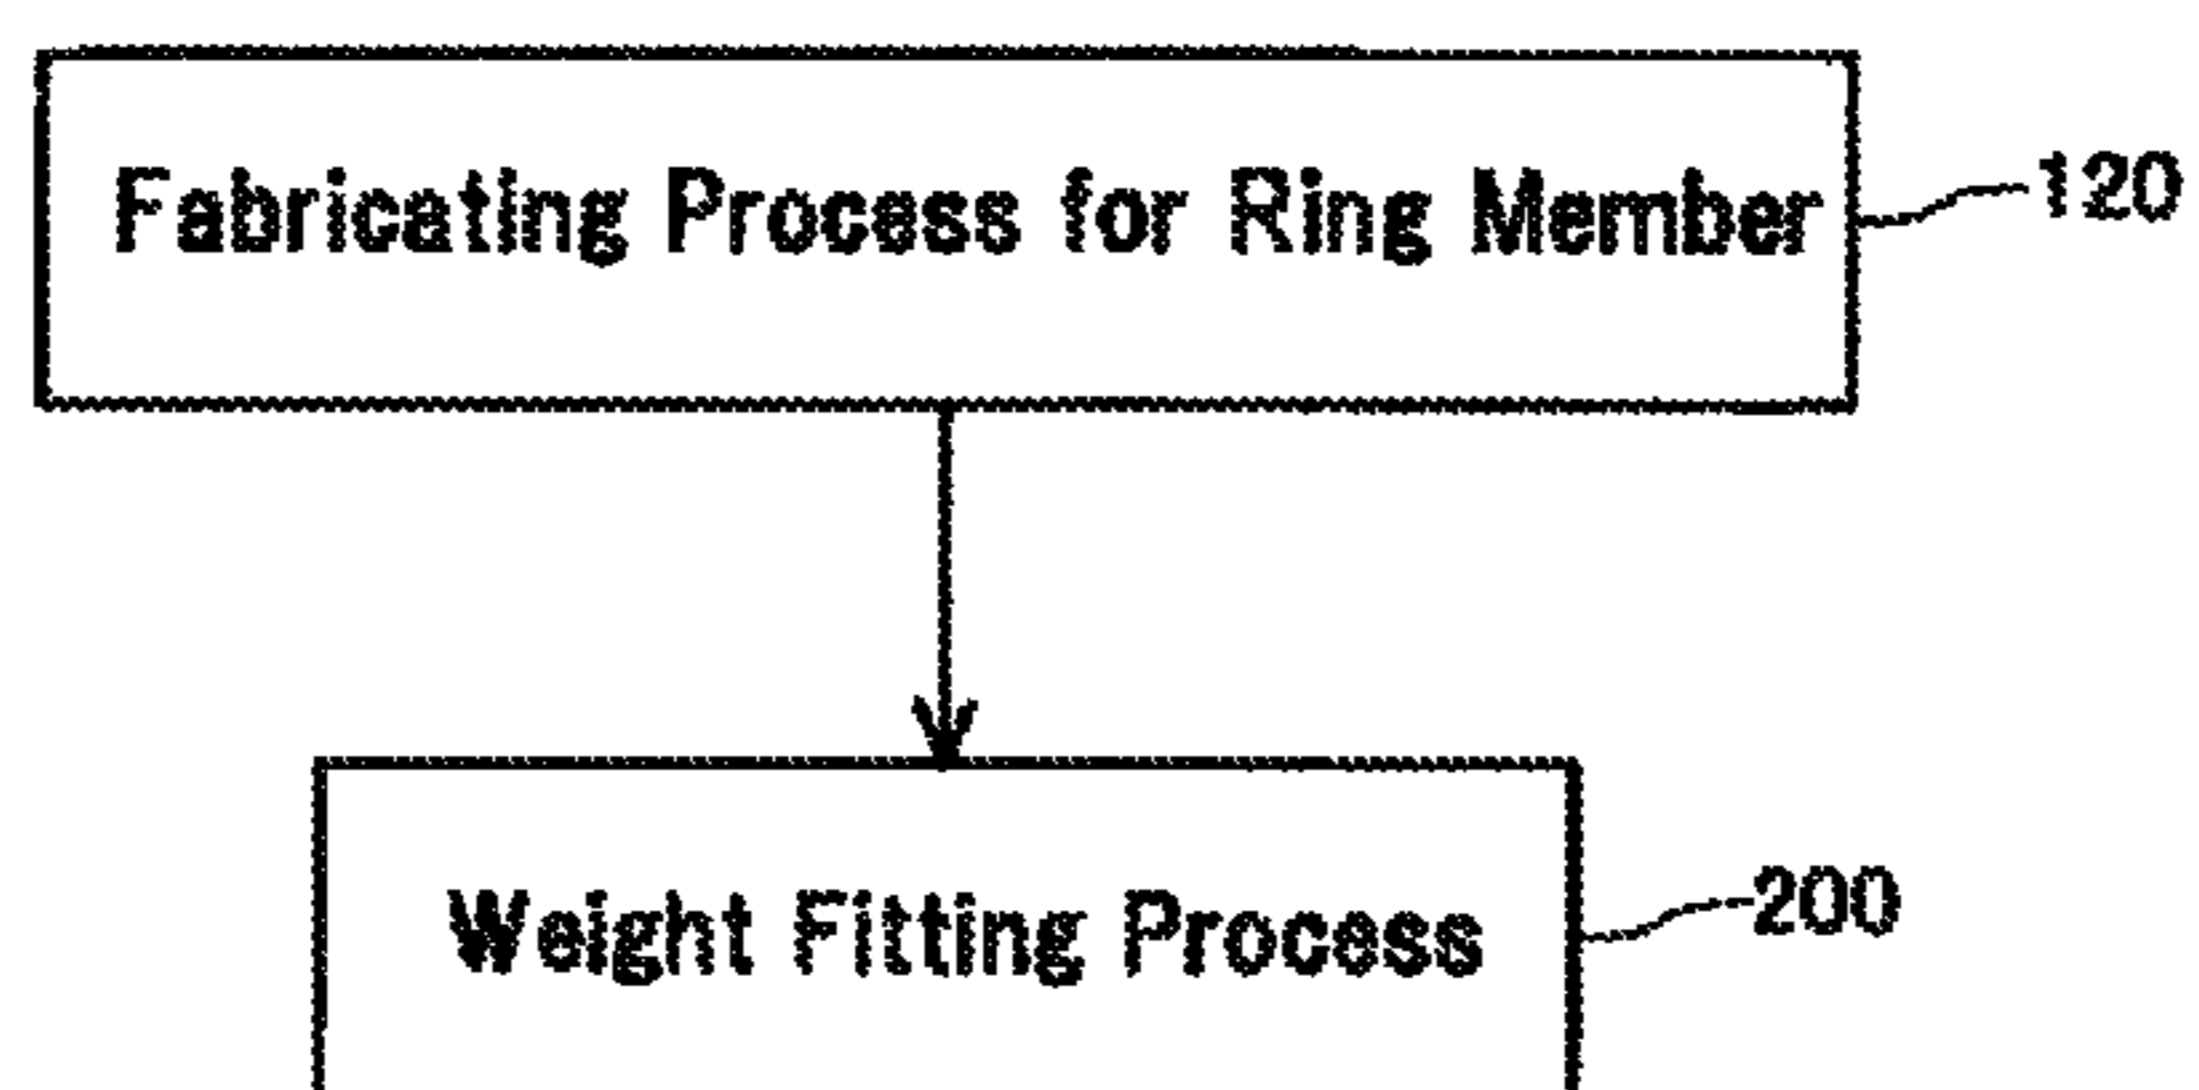 Fabricating Process for Ring Member
120
Weight Fitting Process
200